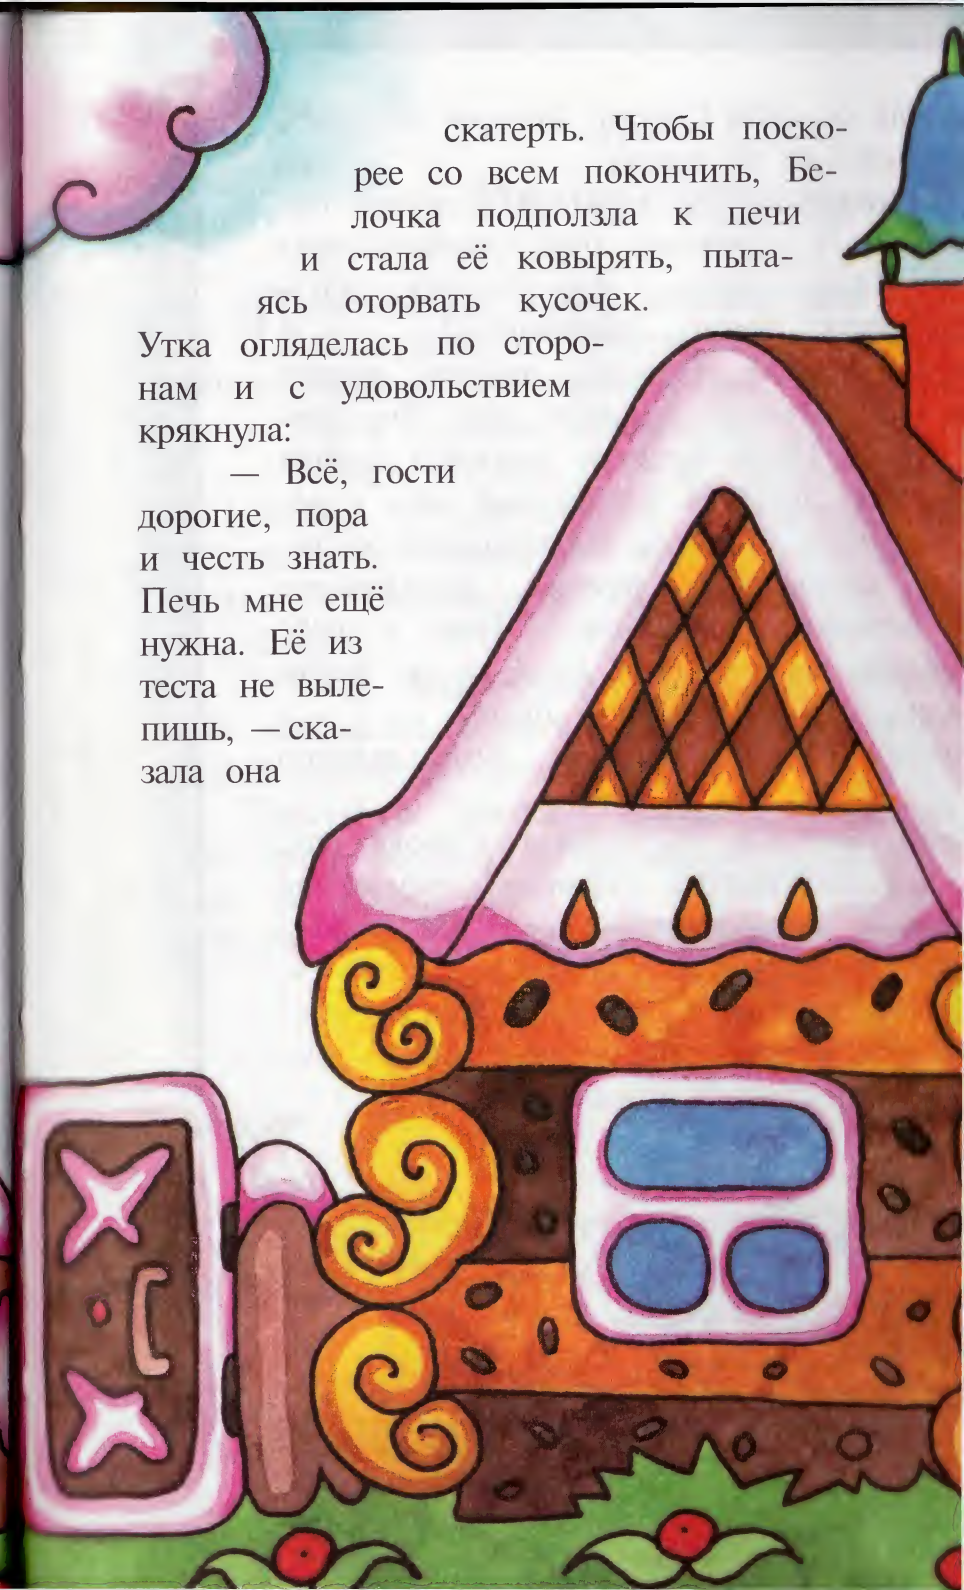 скатерть. Чтобы поско-
рее со всем покончить, Бе-
лочка подползла к печи
и стала её ковырять, пыта-
ясь оторвать кусочек.
Утка огляделась по сторо-
нам и с удовольствием
крякнула:
— Всё, гости
дорогие, пора
и честь знать.
Печь мне ещё
нужна. Её из
теста не выле-
пишь, — ска-
зала она